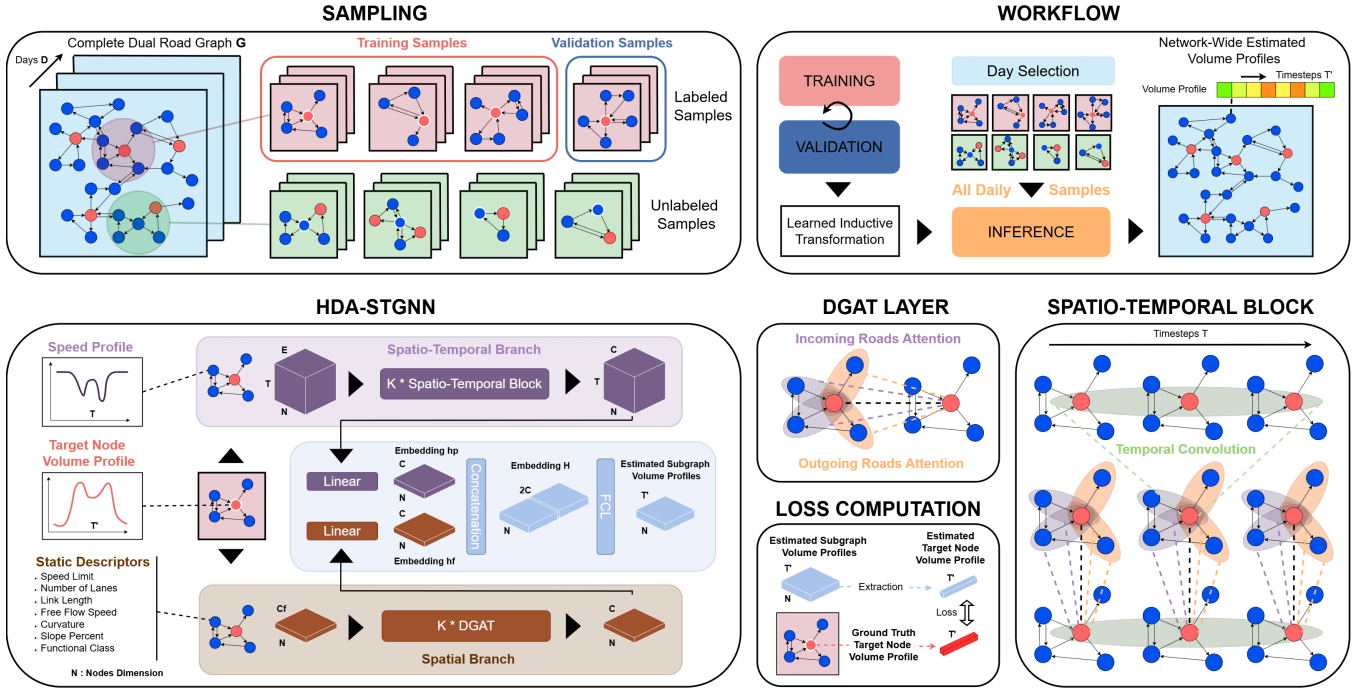 SAMPLING
Complete Dual Road Graph G
Days D
Training Samples
Validation Samples
Labeled
Samples
Unlabeled
Samples
WORKFLOW
TRAINING
VALIDATION
Learned Inductive
Transformation
Day Selection
All Daily Samples
INFERENCE
Network-Wide Estimated
Volume Profiles
Timesteps T'
Volume Profile
HDA-STGNN
Speed Profile
T
Target Node
Volume Profile
T'
Static Descriptors
. Speed Limit
. Number of Lanes
. Link Length
. Free Flow Speed
. Curvature
. Slope Percent
. Functional Class
N : Nodes Dimension
Spatio-Temporal Branch
E
T
N
K * Spatio-Temporal Block
C
T
N
Linear
Embedding hp
C
N
Linear
C
N
Embedding hf
Concatenation
Embedding H
2C
N
FCL
Estimated Subgraph
Volume Profiles
T'
N
Cf
N
K * DGAT
C
N
Spatial Branch
DGAT LAYER
Incoming Roads Attention
Outgoing Roads Attention
LOSS COMPUTATION
Estimated Subgraph
Volume Profiles
T'
N
Extraction
Estimated
Target Node
Volume Profile
T'
Loss
Ground Truth
Target Node
Volume Profile
T'
SPATIO-TEMPORAL BLOCK
Timesteps T
Temporal Convolution